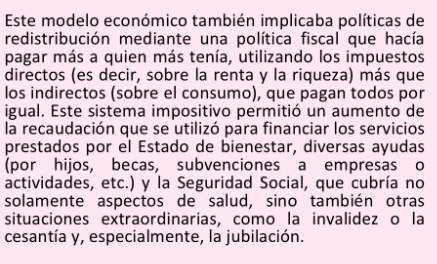 Este modelo económico también implicaba políticas de
redistribución mediante una política fiscal que hacía
pagar más a quien más tenía, utilizando los impuestos
directos (es decir, sobre la renta y la riqueza) más que
los indirectos (sobre el consumo), que pagan todos por
igual. Este sistema impositivo permitió un aumento de
la recaudación que se utilizó para financiar los servicios
prestados por el Estado de bienestar, diversas ayudas
(por hijos, becas, subvenciones a empresas o
actividades, etc.) y la Seguridad Social, que cubría no
solamente aspectos de salud, sino también otras
situaciones extraordinarias, como la invalidez o la
cesantía y, especialmente, la jubilación.